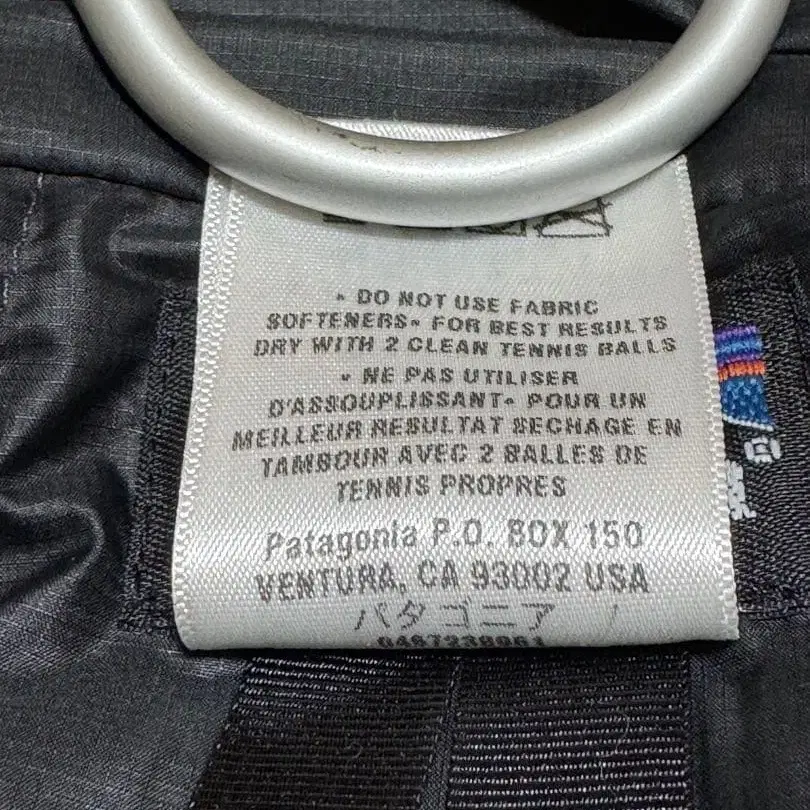 • DO NOT USE FABRIC
SOFTENERS• FOR BEST RESULTS
DRY WITH 2 CLEAN TENNIS BALLS
• NE PAS UTILISER
D'ASSOUPLISSANT• POUR UN
MEILLEUR RESULTAT SECHAGE EN
TAMBOUR AVEC 2 BALLES DE
TENNIS PROPRES
Patagonia P.O. BOX 150
VENTURA, CA 93002 USA
パタゴニア